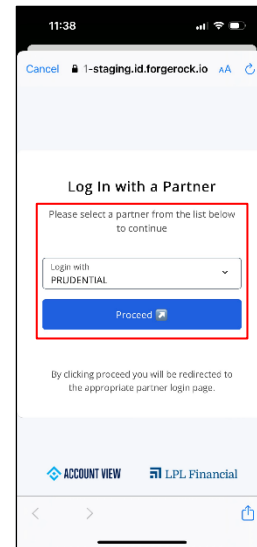 11:38
Cancel 1-staging.id.forgerock.io AA
Log In with a Partner
Please select a partner from the list below
to continue
Login with
PRUDENTIAL
Proceed
By clicking proceed you will be redirected to
the appropriate partner login page.
ACCOUNT VIEW LPL Financial